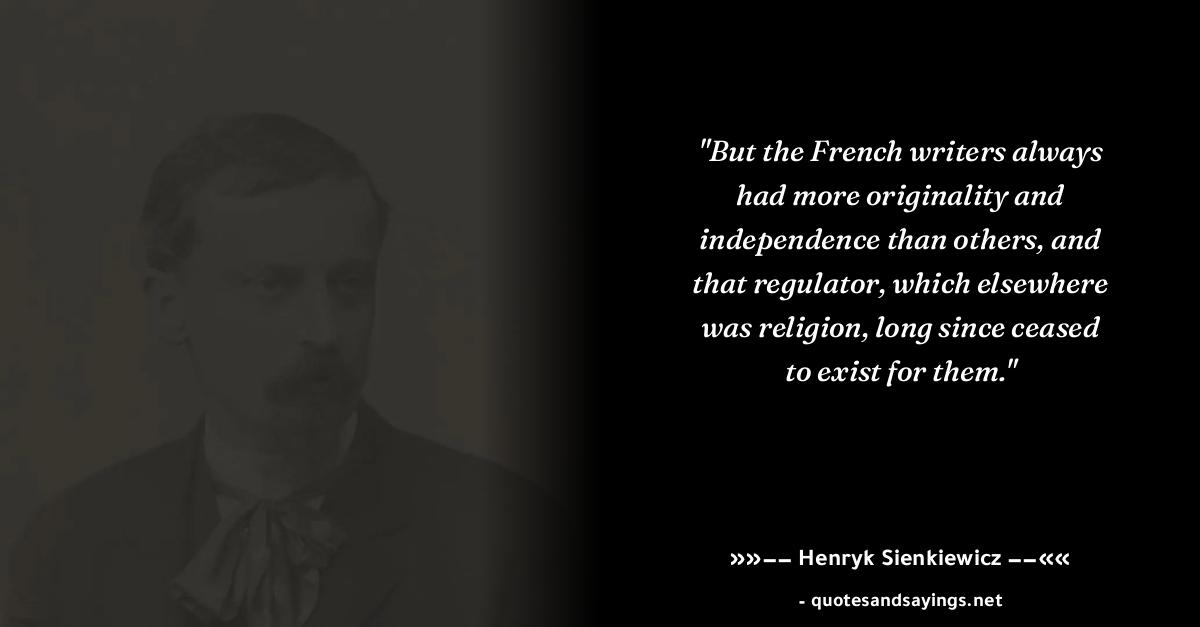 "But the French writers always
had more originality and
independence than others, and
that regulator, which elsewhere
was religion, long since ceased
to exist for them."
»»−− Henryk Sienkiewicz −−««
- quotesandsayings.net